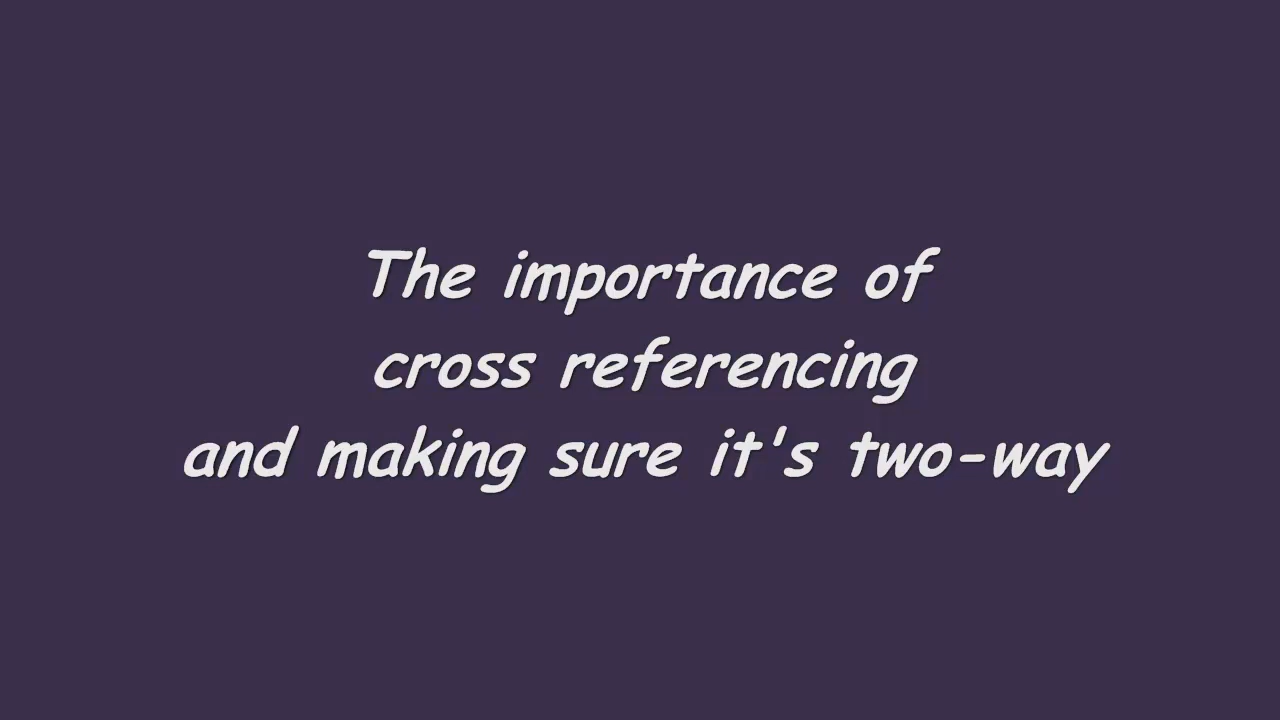 The importance of
cross referencing
and making sure it's two-way